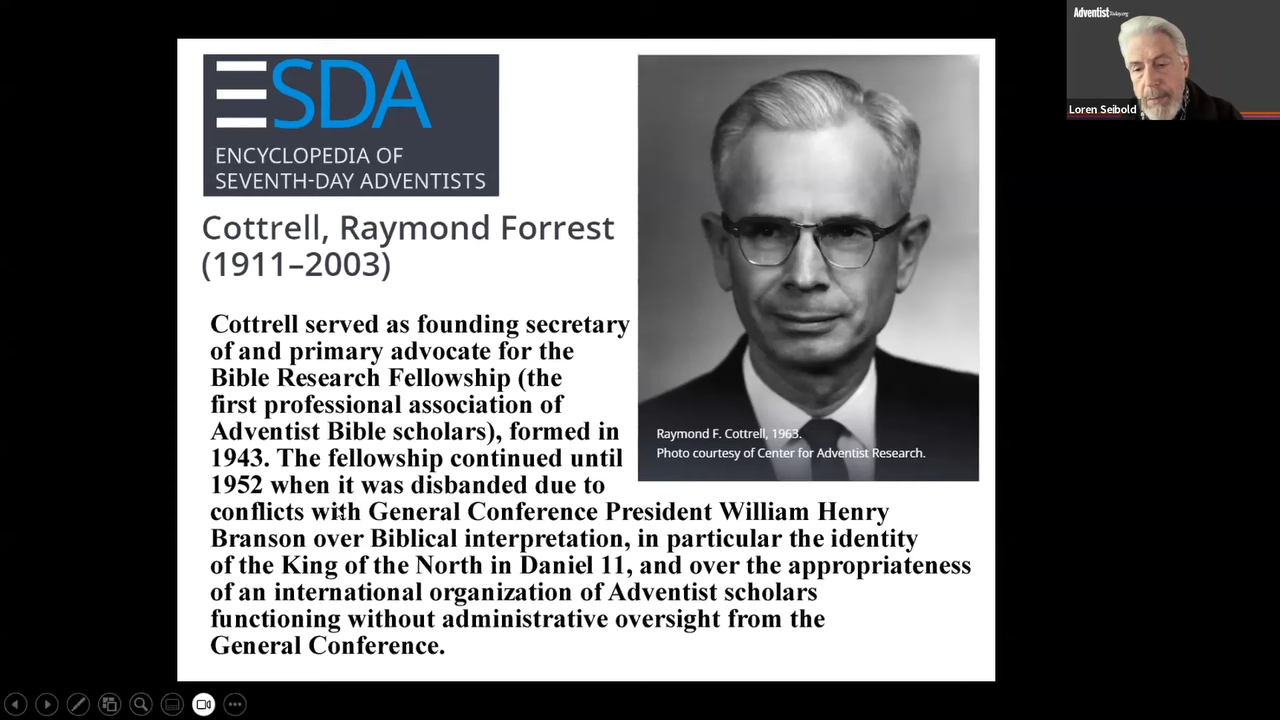 ESDA
ENCYCLOPEDIA OF
SEVENTH-DAY ADVENTISTS
Cottrell, Raymond Forrest
(1911–2003)
Cottrell served as founding secretary
of and primary advocate for the
Bible Research Fellowship (the
first professional association of
Adventist Bible scholars), formed in
1943. The fellowship continued until
1952 when it was disbanded due to
conflicts with General Conference President William Henry
Branson over Biblical interpretation, in particular the identity
of the King of the North in Daniel 11, and over the appropriateness
of an international organization of Adventist scholars
functioning without administrative oversight from the
General Conference.
Raymond F. Cottrell, 1963.
Photo courtesy of Center for Adventist Research.
AdventistToday.org
Loren Seibold